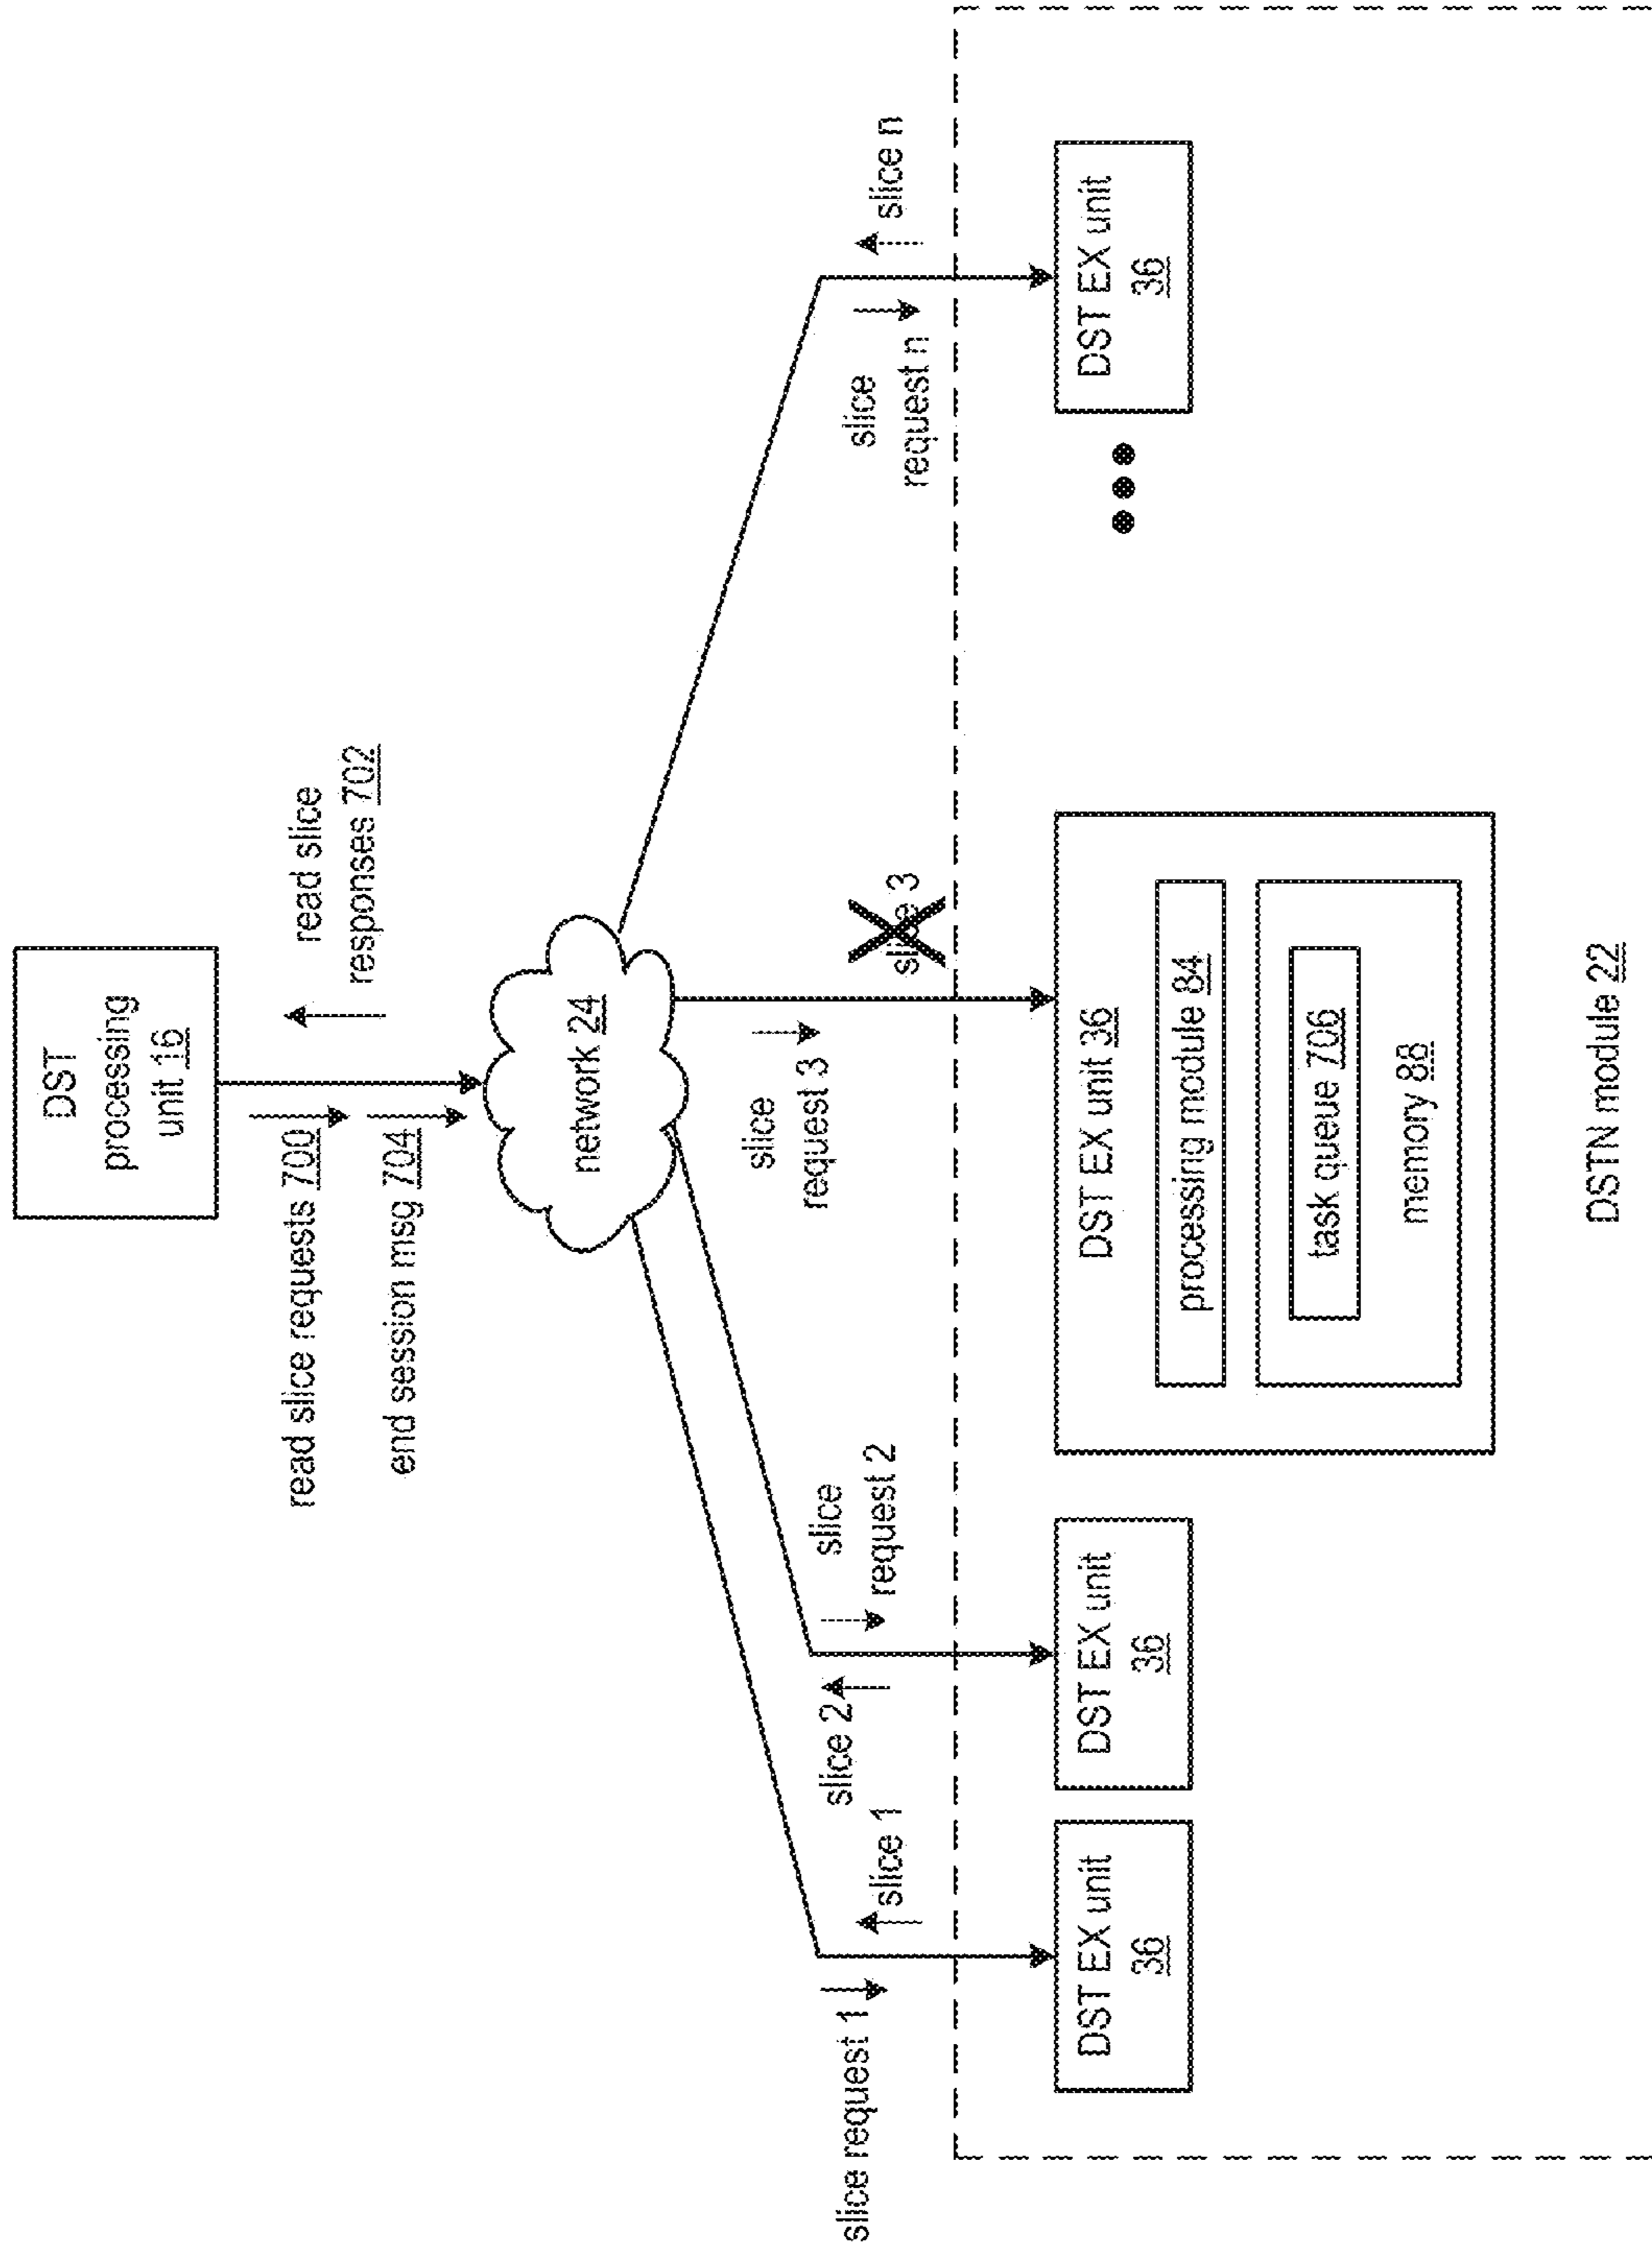 DST
processing
unit 16
read slice requests 700
end session msg 704
read slice
responses 702
network 24
slice request 1
slice 1
slice 2
slice
request 2
slice
request 3
slice 3
slice
request n
slice n
DST EX unit
36
DST EX unit
36
DST EX unit 36
processing module 84
task queue 706
memory 88
DST EX unit
36
DSTN module 22